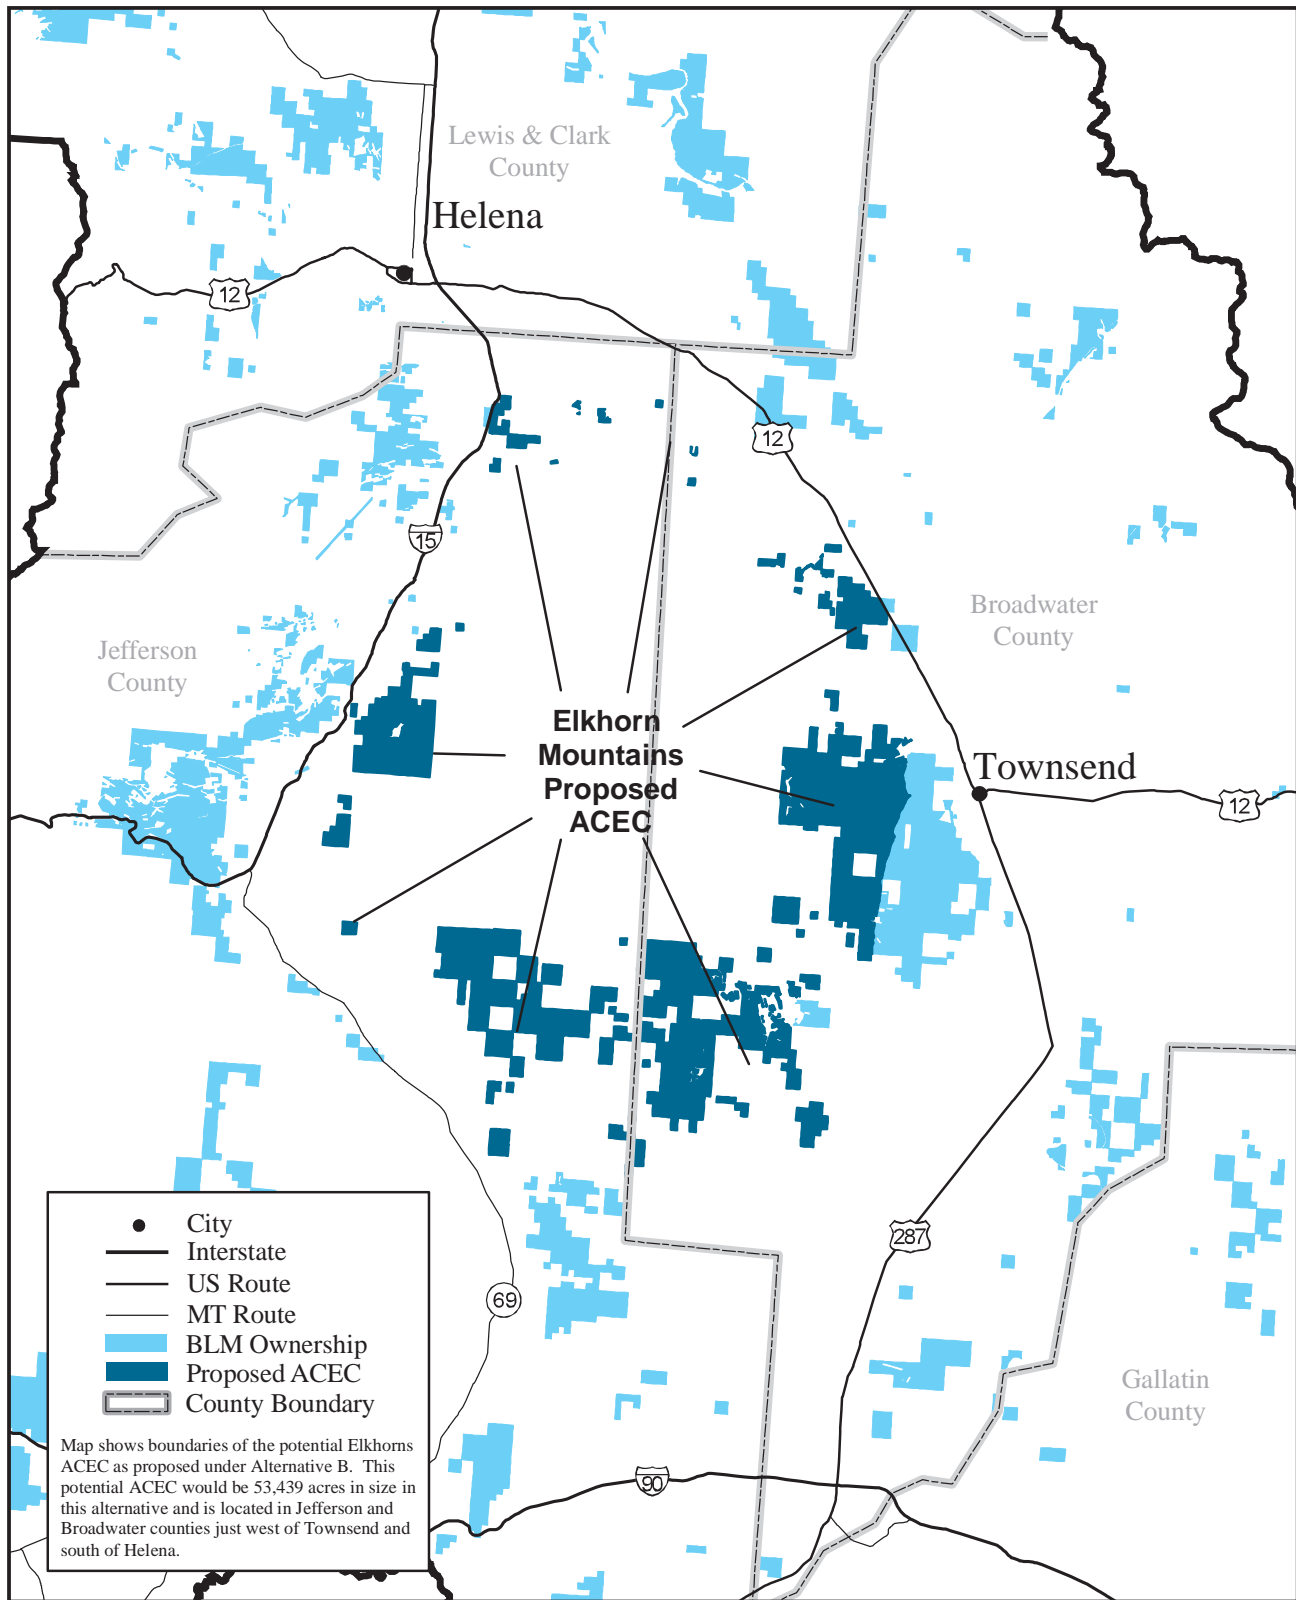 Lewis & Clark
County
Helena
12
12
15
Broadwater
County
Jefferson
County
Elkhorn
Mountains
Proposed
ACEC
Townsend
12
287
69
90
Gallatin
County
City
Interstate
US Route
MT Route
BLM Ownership
Proposed ACEC
County Boundary
Map shows boundaries of the potential Elkhorns
ACEC as proposed under Alternative B.  This
potential ACEC would be 53,439 acres in size in
this alternative and is located in Jefferson and
Broadwater counties just west of Townsend and
south of Helena.